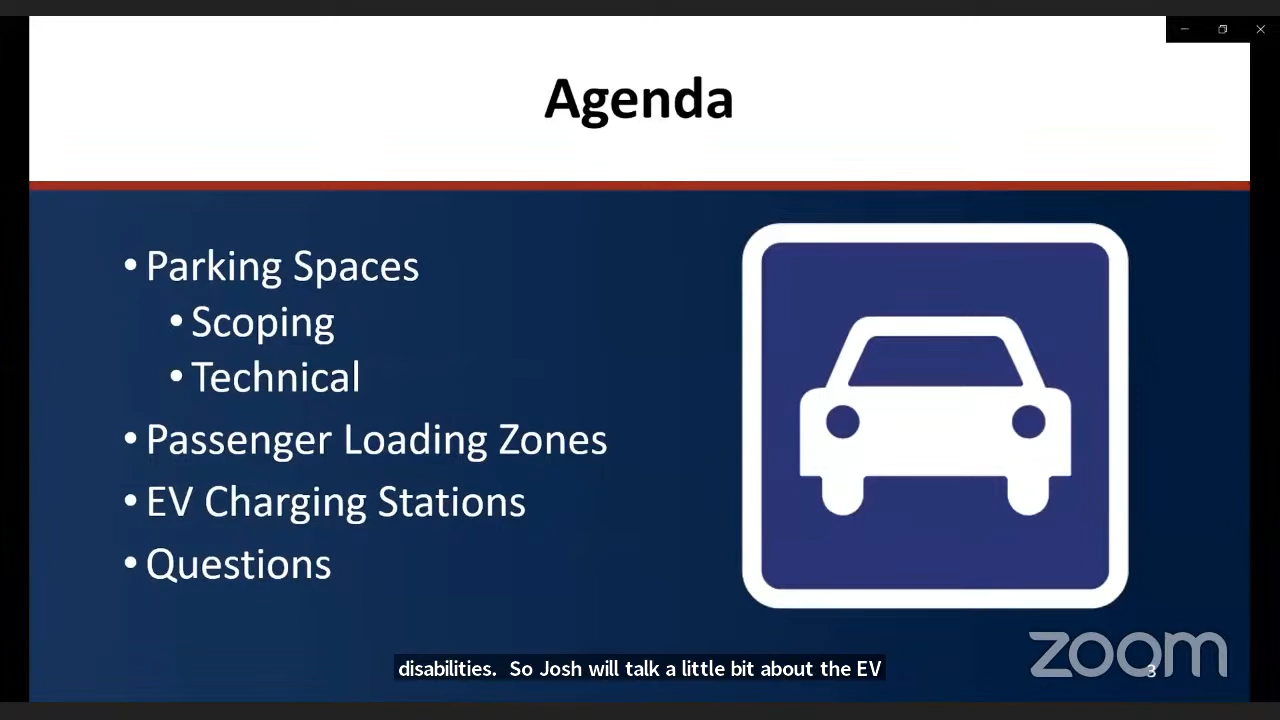 Agenda
• Parking Spaces
• Scoping
• Technical
• Passenger Loading Zones
• EV Charging Stations
• Questions
disabilities. So Josh will talk a little bit about the EV
zoom
3